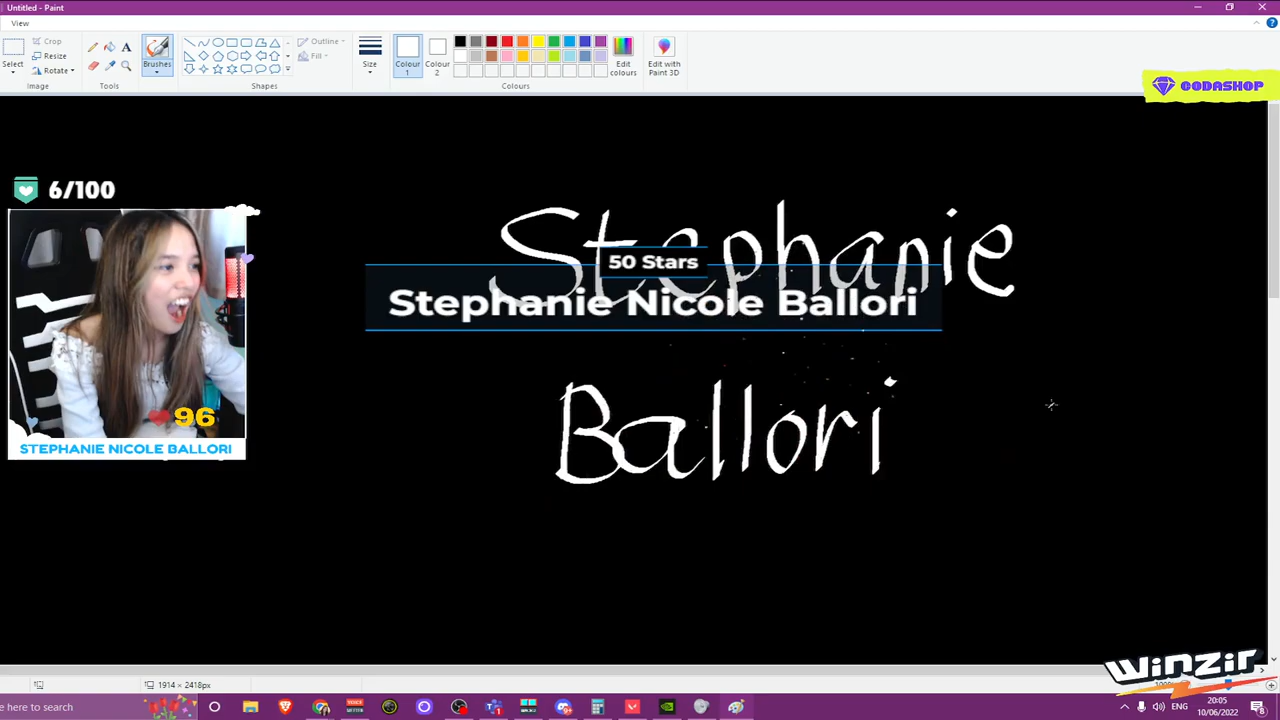 Untitled - Paint
View
Select
Crop
Resize
Rotate
Image
Tools
Brushes
Shapes
Outline
Fill
Size
Colour 1
Colour 2
Colours
Edit colours
Edit with Paint 3D
CODASHOP
6/100
96
STEPHANIE NICOLE BALLORI
Stephanie
50 Stars
Stephanie Nicole Ballori
Ballori
WINZIR
1914 × 2418px
e here to search
ENG
20:05
10/06/2022